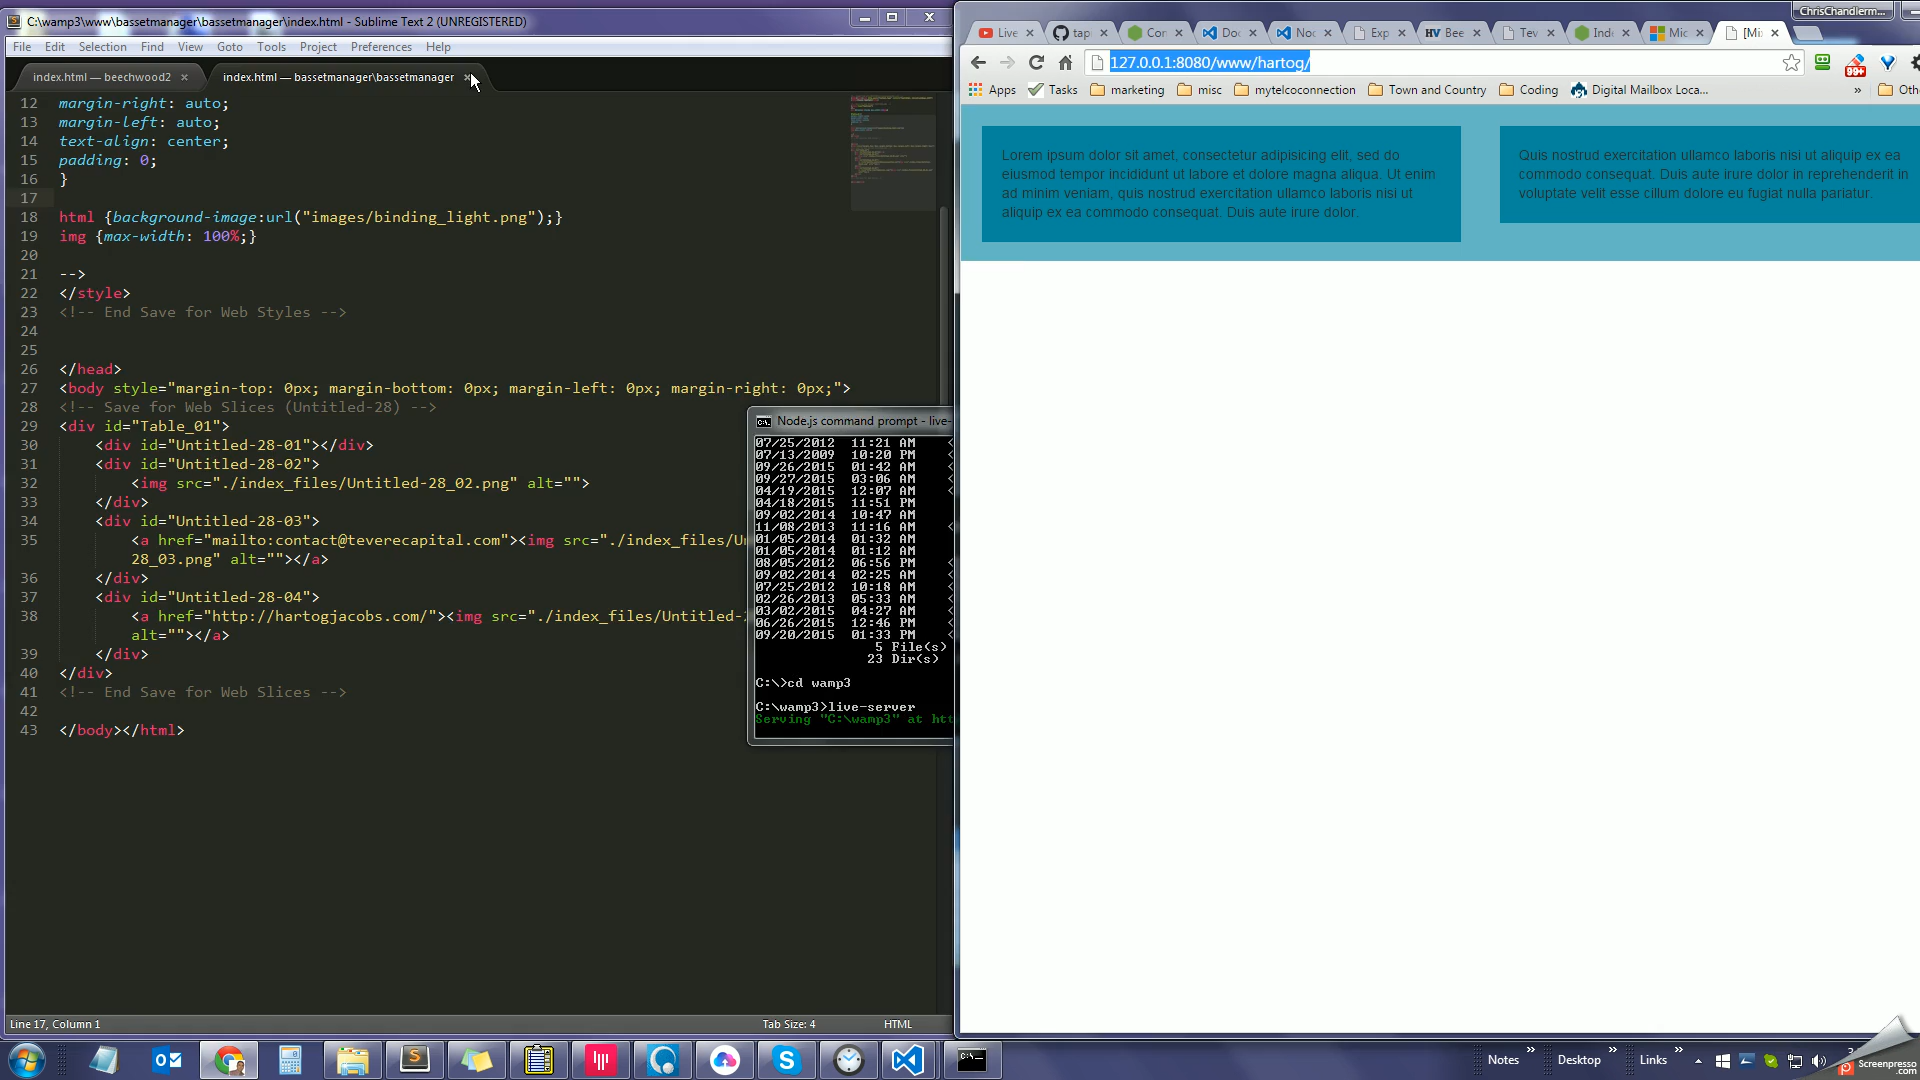 C:\wamp3\www\bassetmanager\bassetmanager\index.html - Sublime Text 2 (UNREGISTERED)
File Edit Selection Find View Goto Tools Project Preferences Help
index.html — beechwood2
index.html — bassetmanager\bassetmanager
12 margin-right: auto;
13 margin-left: auto;
14 text-align: center;
15 padding: 0;
16 }
17
18 html {background-image:url("images/binding_light.png");}
19 img {max-width: 100%;}
20
21 -->
22 </style>
23 <!-- End Save for Web Styles -->
24
25
26 </head>
27 <body style="margin-top: 0px; margin-bottom: 0px; margin-left: 0px; margin-right: 0px;">
28 <!-- Save for Web Slices (Untitled-28) -->
29 <div id="Table_01">
30 <div id="Untitled-28-01"></div>
31 <div id="Untitled-28-02">
32 <img src="./index_files/Untitled-28_02.png" alt="">
33 </div>
34 <div id="Untitled-28-03">
35 <a href="mailto:contact@teverecapital.com"><img src="./index_files/Un
28_03.png" alt=""></a>
36 </div>
37 <div id="Untitled-28-04">
38 <a href="http://hartogjacobs.com/"><img src="./index_files/Untitled-2
alt=""></a>
39 </div>
40 </div>
41 <!-- End Save for Web Slices -->
42
43 </body></html>
Line 17, Column 1
Tab Size: 4
HTML
Node.js command prompt - live-
07/25/2012 11:21 AM <
07/13/2009 10:20 PM <
09/26/2015 01:42 AM <
09/27/2015 03:06 AM <
04/19/2015 12:07 AM <
04/18/2015 11:51 PM
09/02/2014 10:47 AM
11/08/2013 11:16 AM <
01/05/2014 01:32 AM
01/05/2014 01:12 AM
08/05/2012 06:56 PM <
09/02/2014 02:25 AM <
07/25/2012 10:18 AM <
02/26/2013 05:33 AM <
03/02/2015 04:27 AM <
06/26/2015 12:46 PM <
09/20/2015 01:33 PM <
5 File(s)
23 Dir(s)
C:\>cd wamp3
C:\wamp3>live-server
Serving "C:\wamp3" at htt
ChrisChandlerm...
Live
tap
Con
Doc
Noc
Exp
HV Bee
Tev
Ind
Mic
[Mi
127.0.0.1:8080/www/hartog/
99+
Apps Tasks marketing misc mytelcoconnection Town and Country Coding Digital Mailbox Loca... » Oth
Lorem ipsum dolor sit amet, consectetur adipisicing elit, sed do
eiusmod tempor incididunt ut labore et dolore magna aliqua. Ut enim
ad minim veniam, quis nostrud exercitation ullamco laboris nisi ut
aliquip ex ea commodo consequat. Duis aute irure dolor.
Quis nostrud exercitation ullamco laboris nisi ut aliquip ex ea
commodo consequat. Duis aute irure dolor in reprehenderit in
voluptate velit esse cillum dolore eu fugiat nulla pariatur.
Notes » Desktop » Links »
Screenpresso
.com